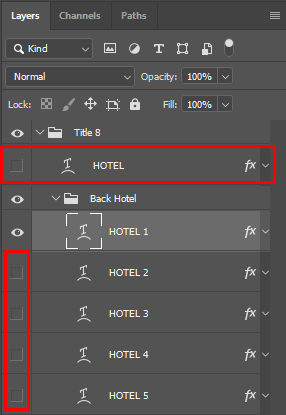 Layers Channels Paths
Kind
Normal Opacity: 100%
Lock: Fill: 100%
Title 8
HOTEL fx
Back Hotel
HOTEL 1 fx
HOTEL 2 fx
HOTEL 3 fx
HOTEL 4 fx
HOTEL 5 fx